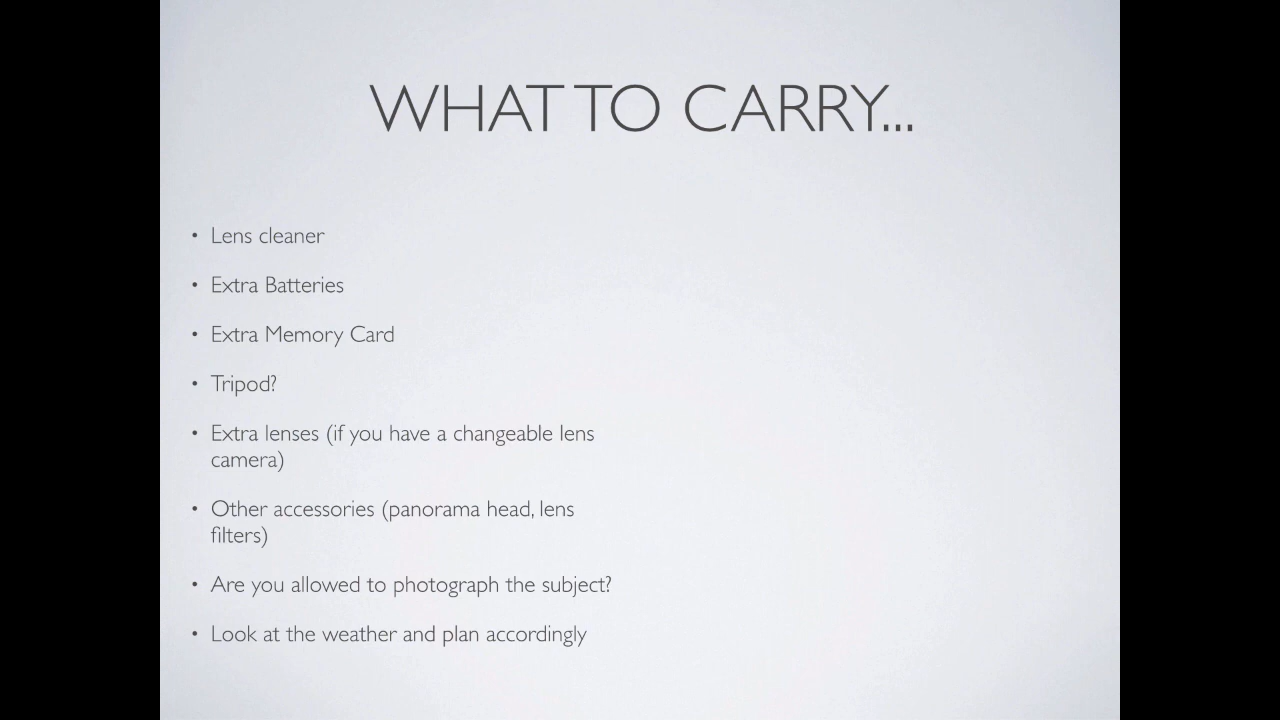 WHAT TO CARRY...
• Lens cleaner
• Extra Batteries
• Extra Memory Card
• Tripod?
• Extra lenses (if you have a changeable lens
camera)
• Other accessories (panorama head, lens
filters)
• Are you allowed to photograph the subject?
• Look at the weather and plan accordingly